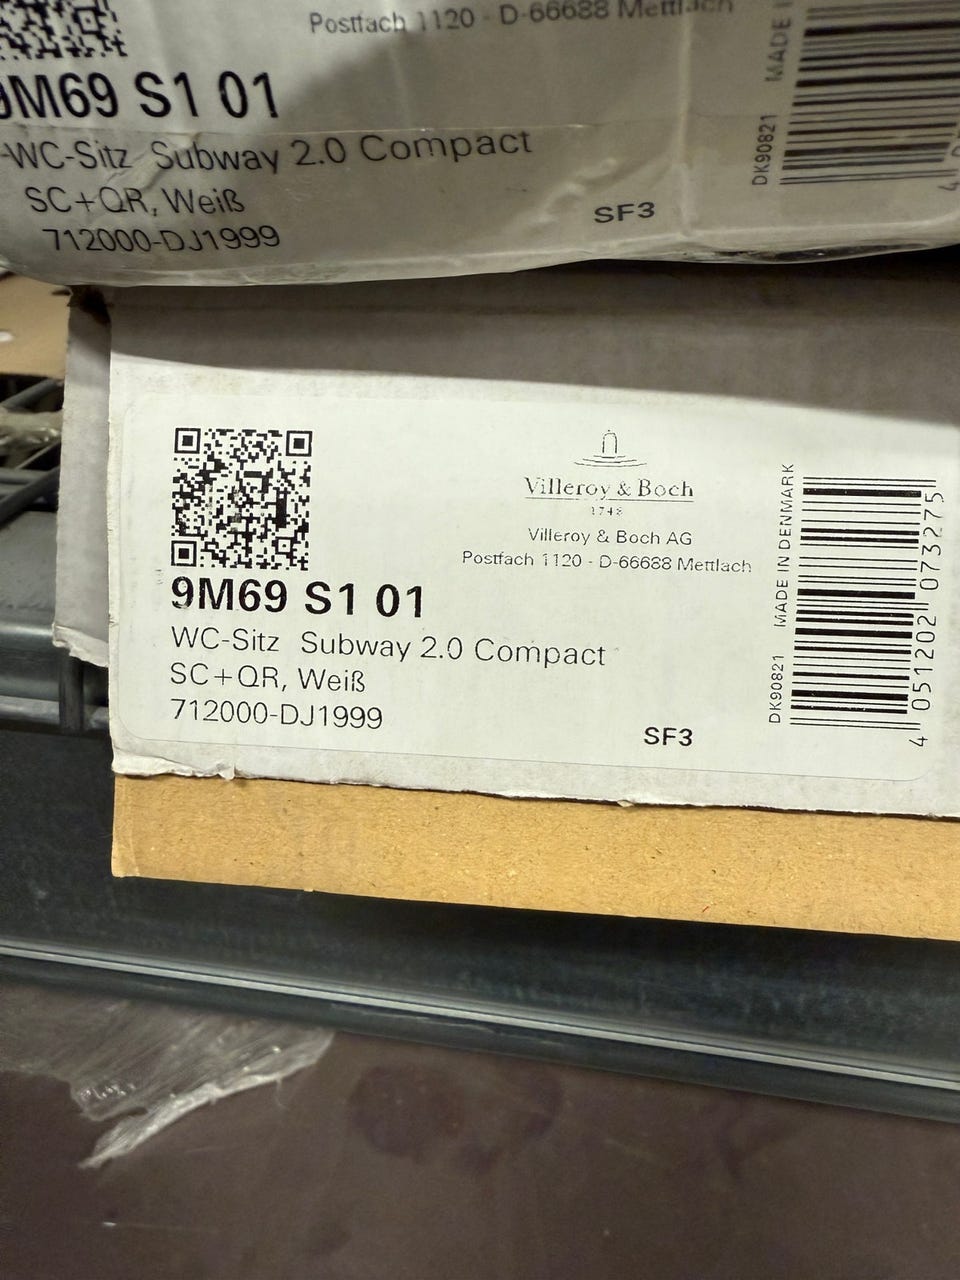 Postfach 1120 - D-66688 Mettlach
9M69 S1 01
WC-Sitz Subway 2.0 Compact
SC+QR, Weiß
712000-DJ1999
SF3
DK90821
MADE
Villeroy & Boch
1748
Villeroy & Boch AG
Postfach 1120 - D-66688 Mettlach
9M69 S1 01
WC-Sitz Subway 2.0 Compact
SC+QR, Weiß
712000-DJ1999
SF3
DK90821 MADE IN DENMARK
4 051202 073275